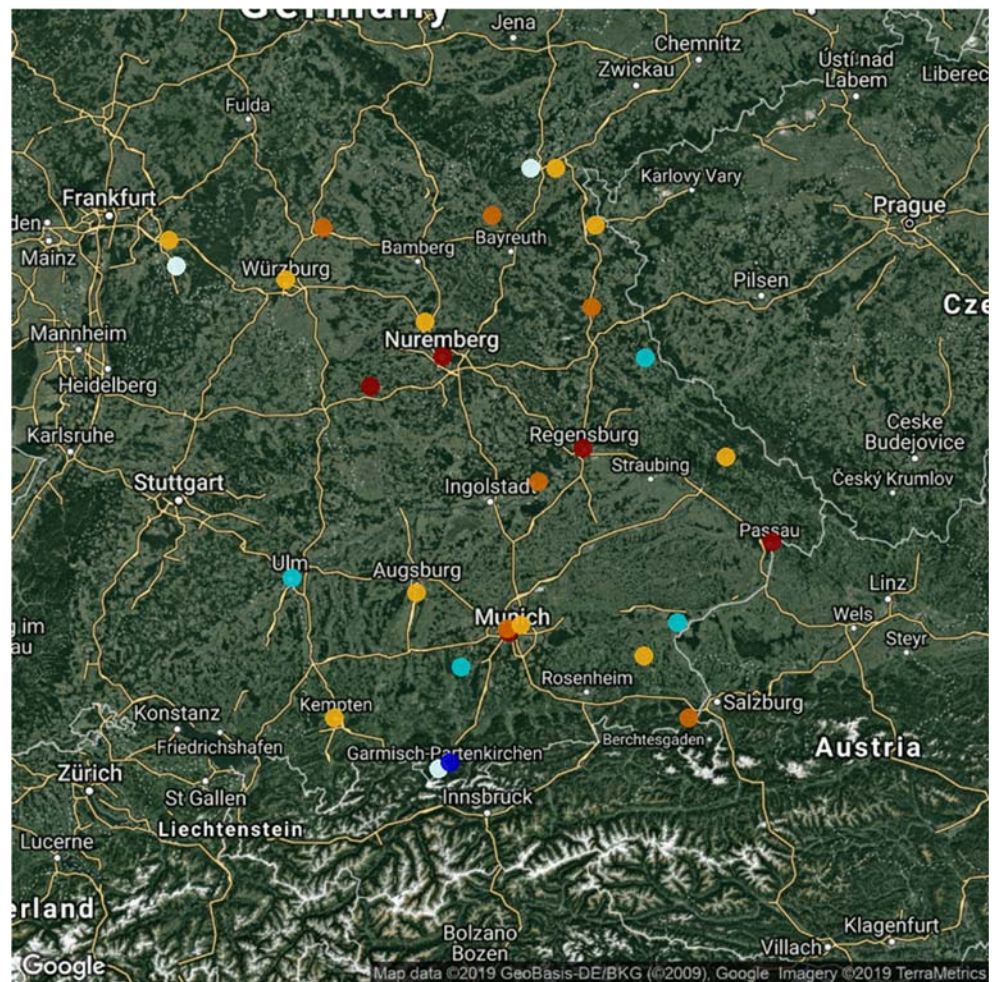 Germany
Jena
Chemnitz
Zwickau
Ústí nad
Labem
Liberec
Fulda
Karlovy Vary
Frankfurt
Prague
den
Mainz
Bamberg
Bayreuth
Würzburg
Pilsen
Cze
Mannheim
Nuremberg
Heidelberg
Karlsruhe
Regensburg
Ceske
Budejovice
Straubing
Stuttgart
Ingolstadt
Český Krumlov
Passau
Ulm
Augsburg
Linz
Munich
Wels
g im
au
Steyr
Rosenheim
Kempten
Salzburg
Konstanz
Friedrichshafen
Garmisch-Partenkirchen
Berchtesgaden
Austria
Zürich
St Gallen
Innsbruck
Liechtenstein
Lucerne
erland
Bolzano
Bozen
Klagenfurt
Villach
Google
Map data ©2019 GeoBasis-DE/BKG (©2009), Google Imagery ©2019 TerraMetrics